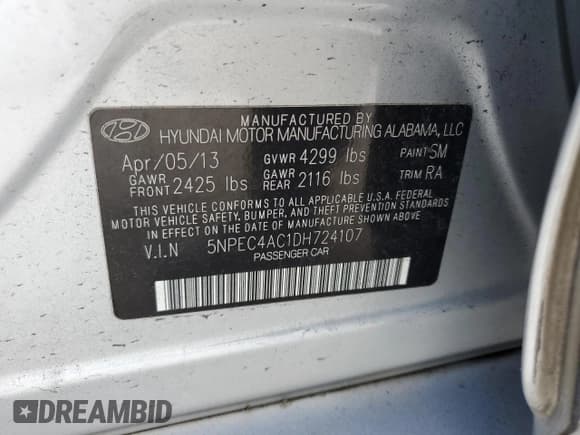 MANUFACTURED BY
HYUNDAI MOTOR MANUFACTURING ALABAMA, LLC
Apr/05/13 GVWR 4299 lbs PAINT SM
GAWR FRONT 2425 lbs GAWR REAR 2116 lbs TRIM RA
THIS VEHICLE CONFORMS TO ALL APPLICABLE U.S.A. FEDERAL
MOTOR VEHICLE SAFETY, BUMPER, AND THEFT PREVENTION STANDARDS
IN EFFECT ON THE DATE OF MANUFACTURE SHOWN ABOVE
V.I.N 5NPEC4AC1DH724107
PASSENGER CAR
DREAMBID